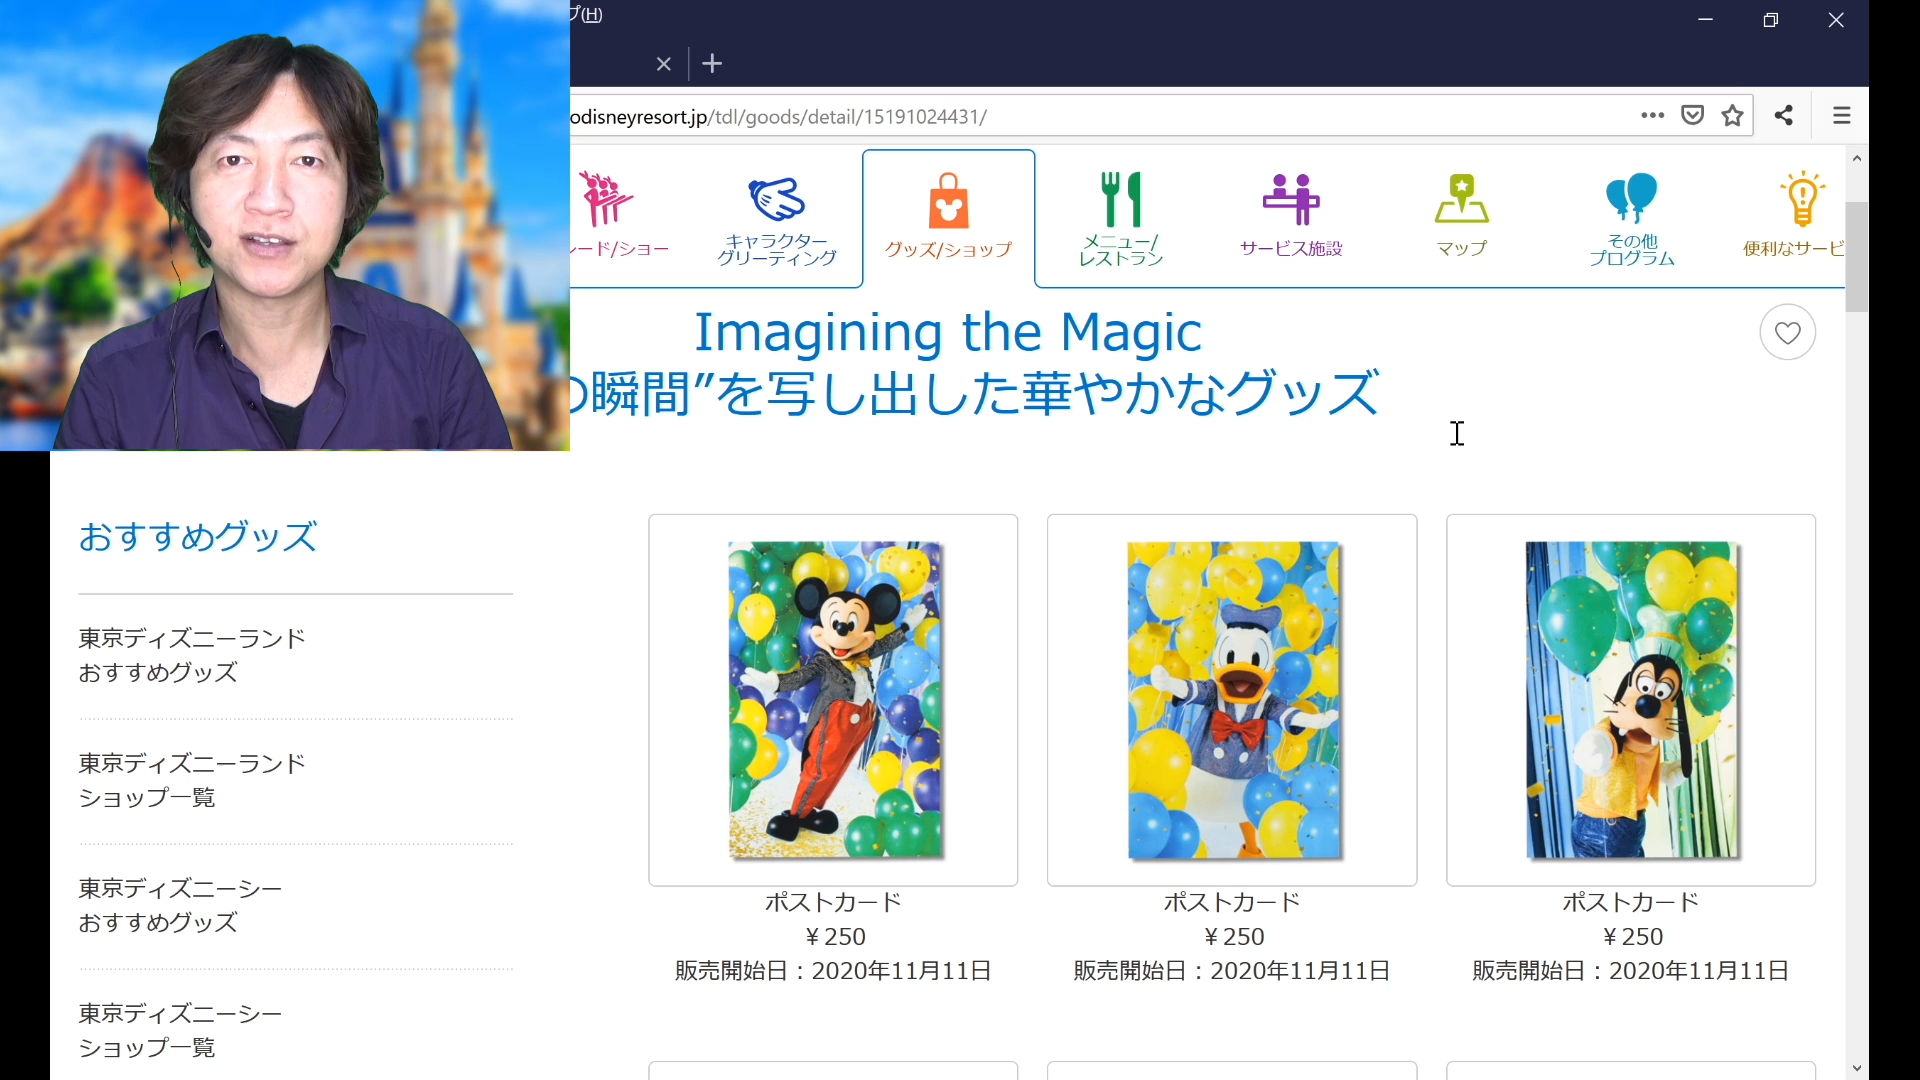 プ(H)
odisneyresort.jp/tdl/goods/detail/15191024431/
レード/ショー
キャラクター
グリーティング
グッズ/ショップ
メニュー/
レストラン
サービス施設
マップ
その他
プログラム
便利なサービ
Imagining the Magic
の瞬間”を写し出した華やかなグッズ
おすすめグッズ
東京ディズニーランド
おすすめグッズ
東京ディズニーランド
ショップ一覧
東京ディズニーシー
おすすめグッズ
東京ディズニーシー
ショップ一覧
ポストカード
¥250
販売開始日：2020年11月11日
ポストカード
¥250
販売開始日：2020年11月11日
ポストカード
¥250
販売開始日：2020年11月11日